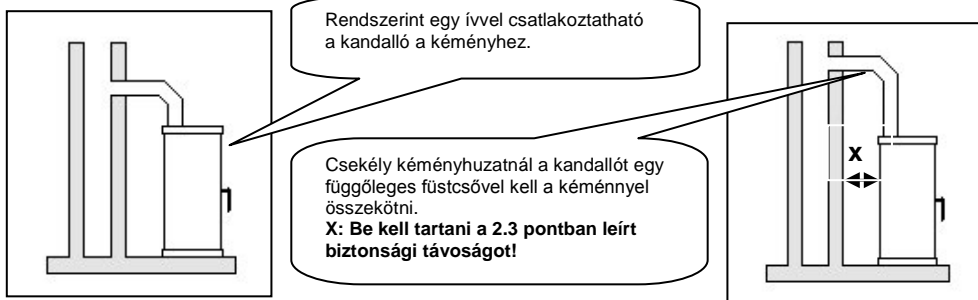 Rendszerint egy ívvel csatlakoztatható
a kandalló a kéményhez.
Csekély kéményhuzatnál a kandallót egy
függőleges füstcsővel kell a kéménnyel
összekötni.
X: Be kell tartani a 2.3 pontban leírt
biztonsági távoságot!
X